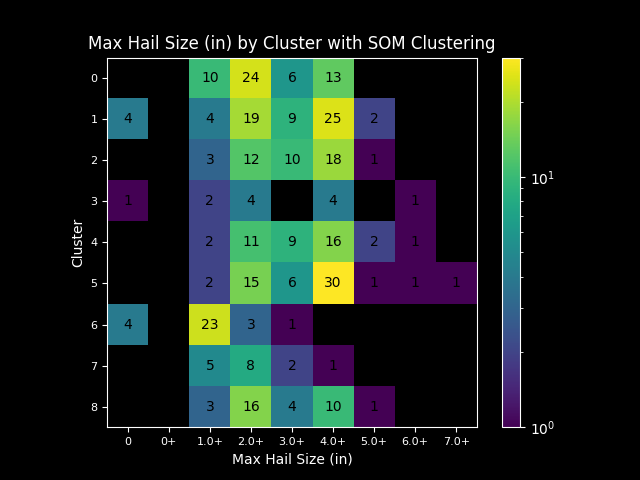 Max Hail Size (in) by Cluster with SOM Clustering
0 10 24 6 13
1 4 4 19 9 25 2
2 3 12 10 18 1
3 1 2 4 4 1
4 2 11 9 16 2 1
5 2 15 6 30 1 1 1
6 4 23 3 1
7 5 8 2 1
8 3 16 4 10 1
0 0+ 1.0+ 2.0+ 3.0+ 4.0+ 5.0+ 6.0+ 7.0+
Max Hail Size (in)
Cluster
10¹
10⁰